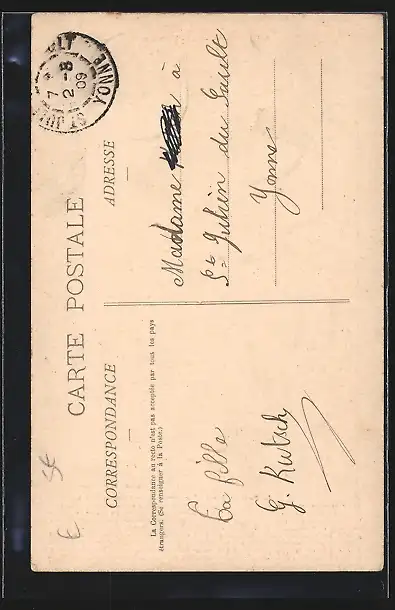 CARTE POSTALE
CORRESPONDANCE
La Correspondance au recto n'est pas acceptée par tous les pays
étrangers. (Se renseigner à la Poste.)
Ta fille
G. Kutsch
ADRESSE
Madame à
St Julien du Sault
Yonne
YONNE
7 - 8
2
09